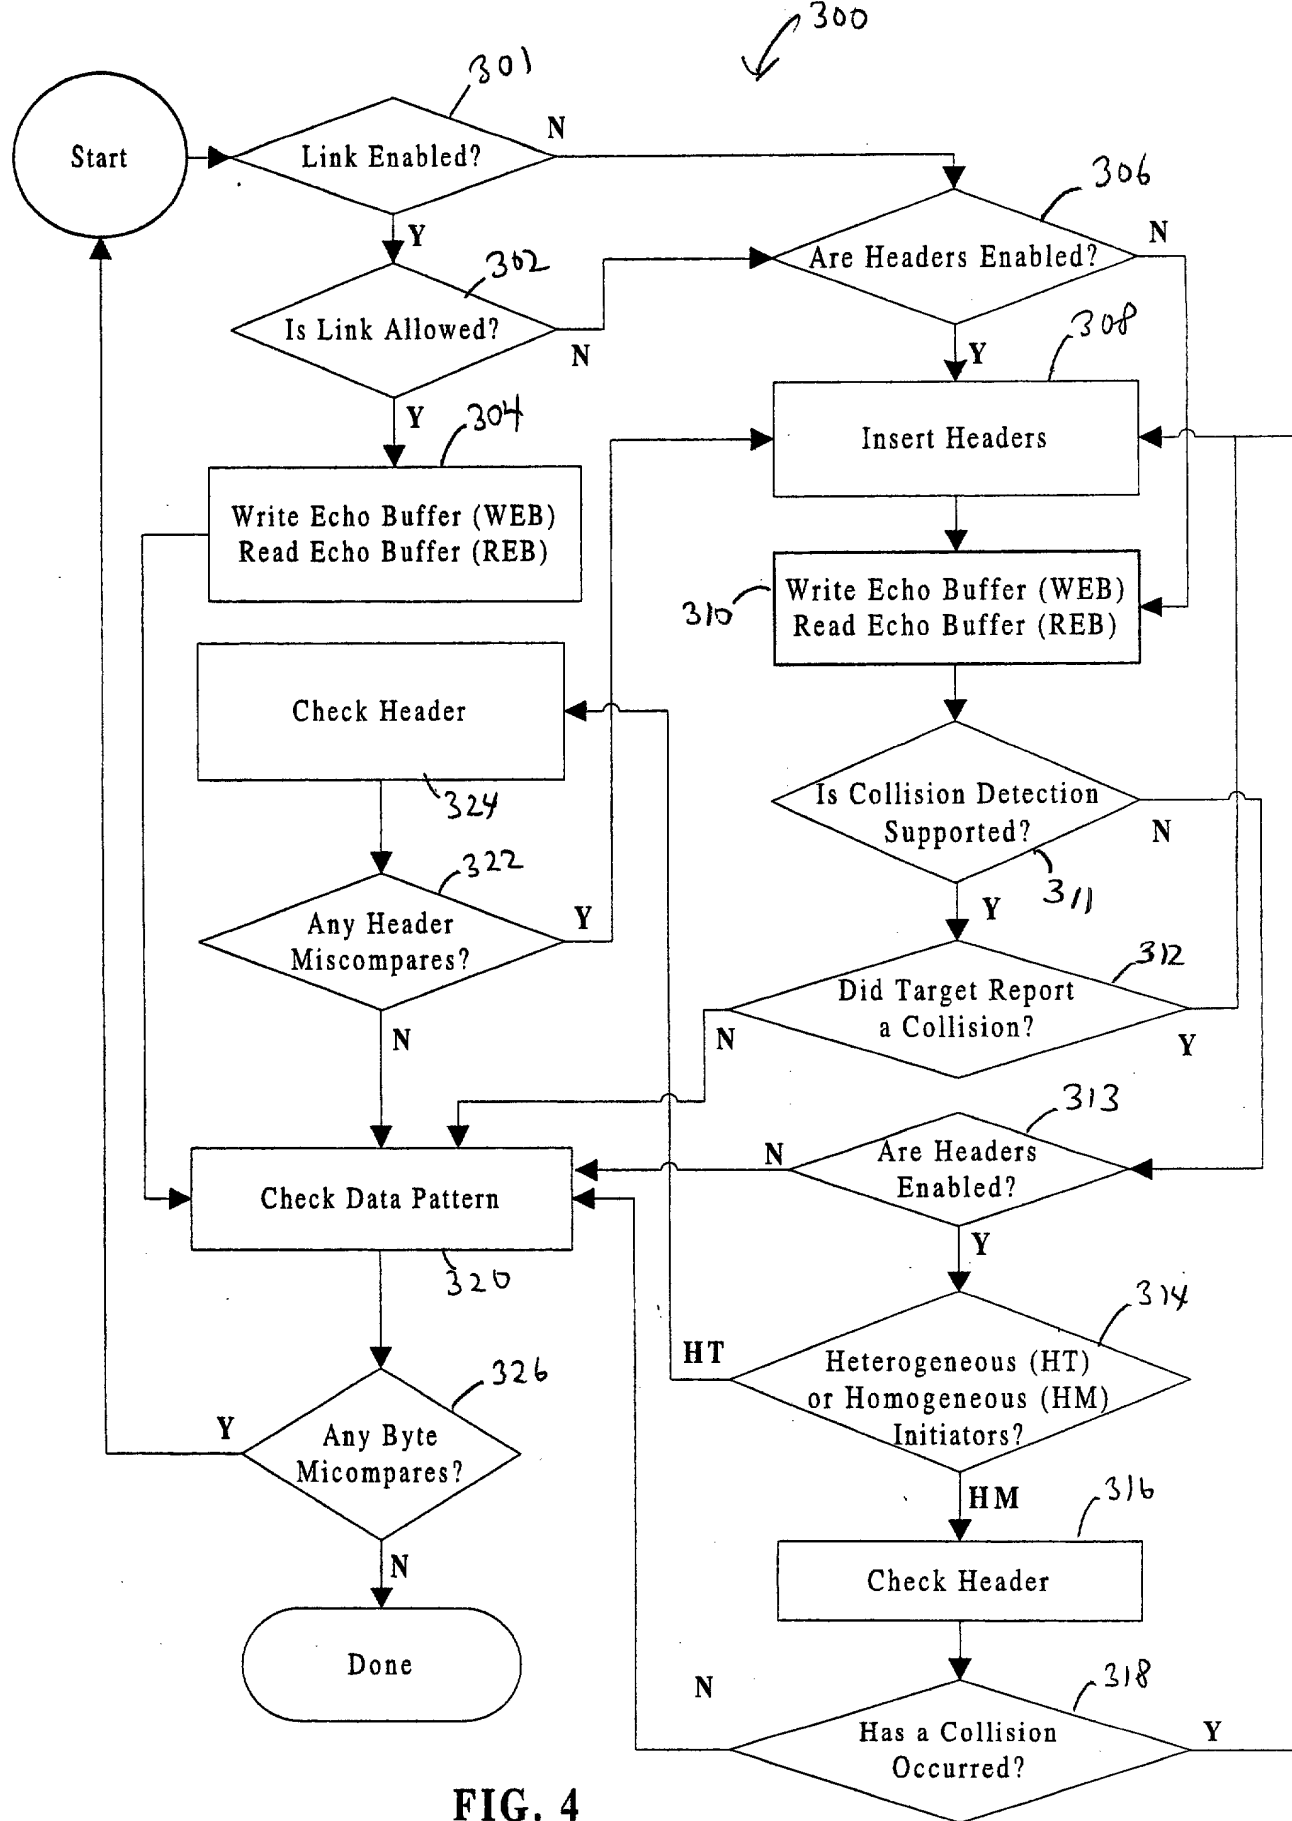 300
301
Start
Link Enabled?
N
306
Are Headers Enabled?
N
Y
302
Is Link Allowed?
N
308
Y
Y
304
Insert Headers
Write Echo Buffer (WEB)
Read Echo Buffer (REB)
310
Write Echo Buffer (WEB)
Read Echo Buffer (REB)
Check Header
324
Is Collision Detection
Supported?
N
311
Y
322
Any Header
Miscompares?
Y
N
312
Did Target Report
a Collision?
N
Y
313
Are Headers
Enabled?
N
Y
Check Data Pattern
320
314
HT
Heterogeneous (HT)
or Homogeneous (HM)
Initiators?
HM
326
Any Byte
Micompares?
Y
N
316
Check Header
Done
318
Has a Collision
Occurred?
N
Y
FIG. 4